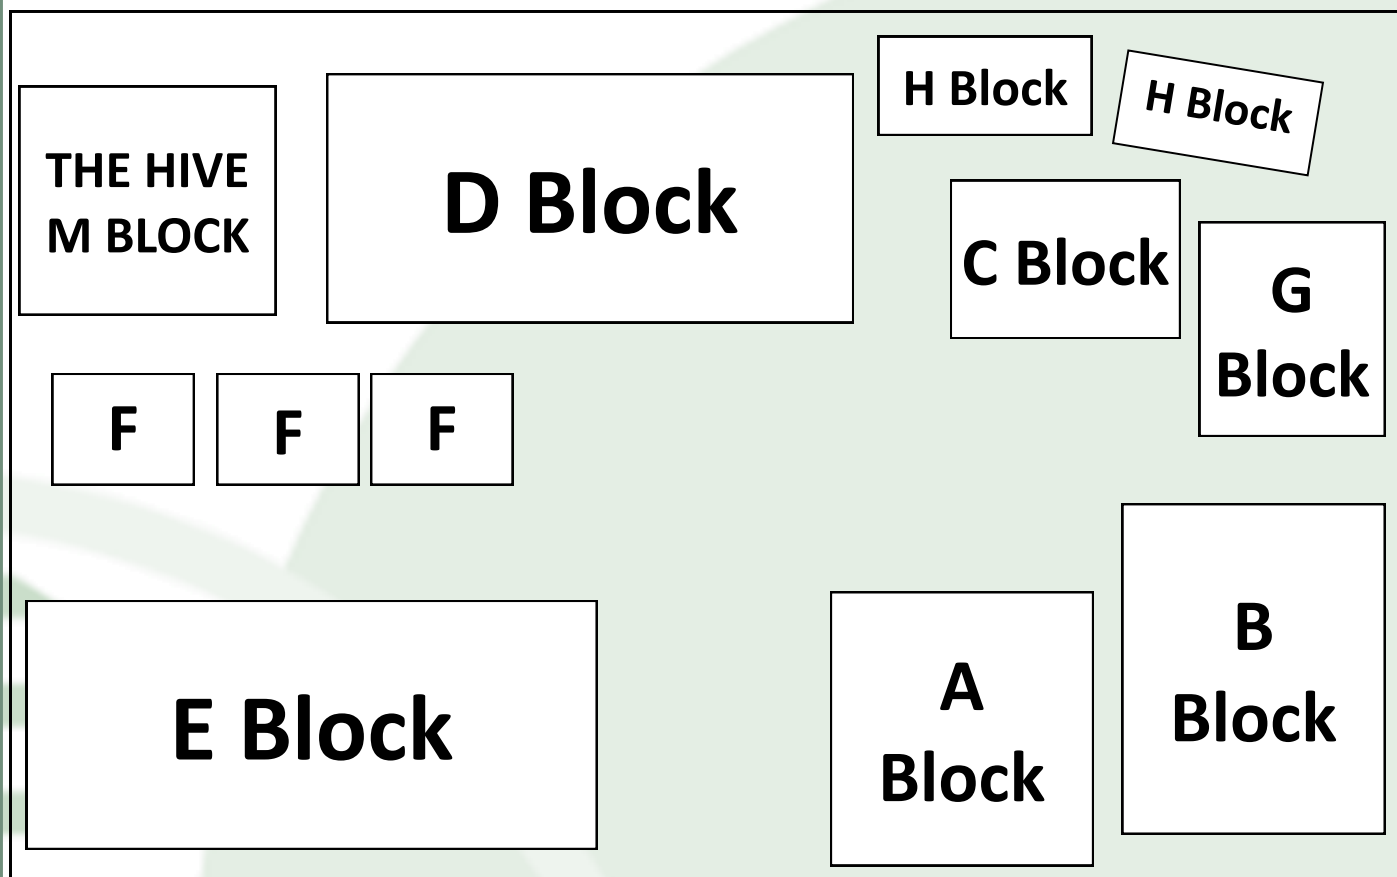 H Block
H Block
THE HIVE
M BLOCK
D Block
C Block
G
Block
F
F
F
E Block
A
Block
B
Block